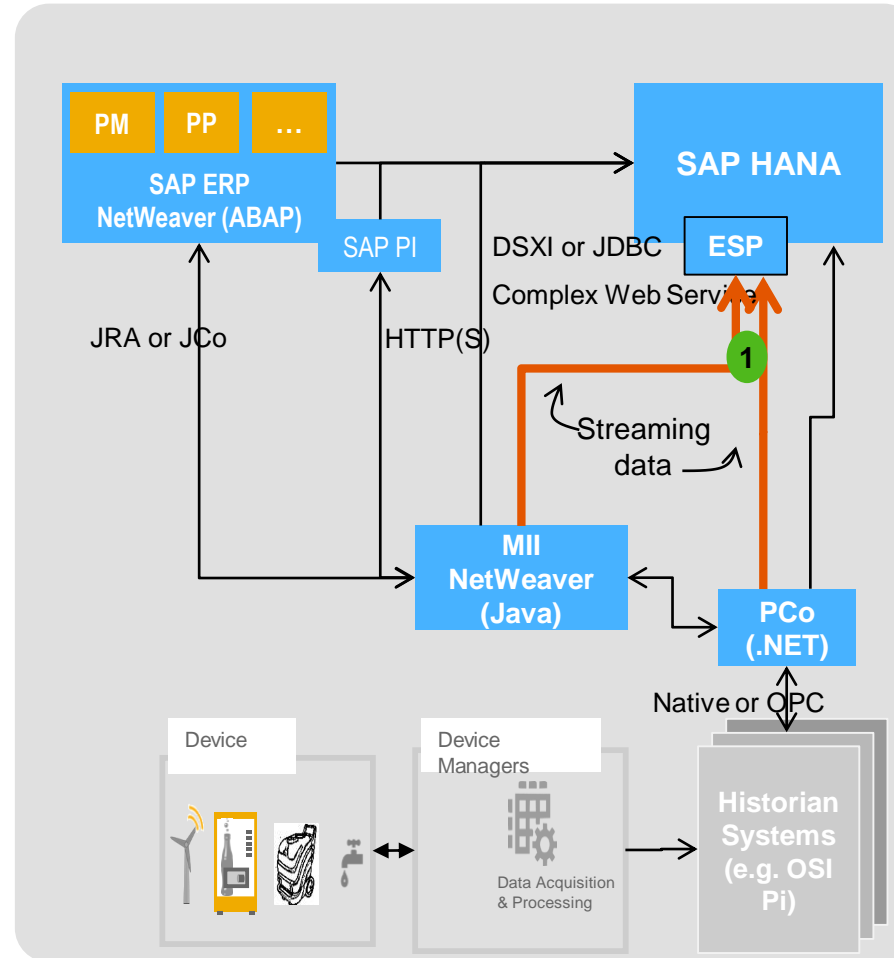 PM
PP
...
SAP ERP
NetWeaver (ABAP)
SAP HANA
SAP PI
DSXI or JDBC
ESP
Complex Web Service
JRA or JCo
HTTP(S)
1
Streaming
data
MII
NetWeaver
(Java)
PCo
(.NET)
Native or OPC
Device
Device
Managers
Data Acquisition
& Processing
Historian
Systems
(e.g. OSI
Pi)